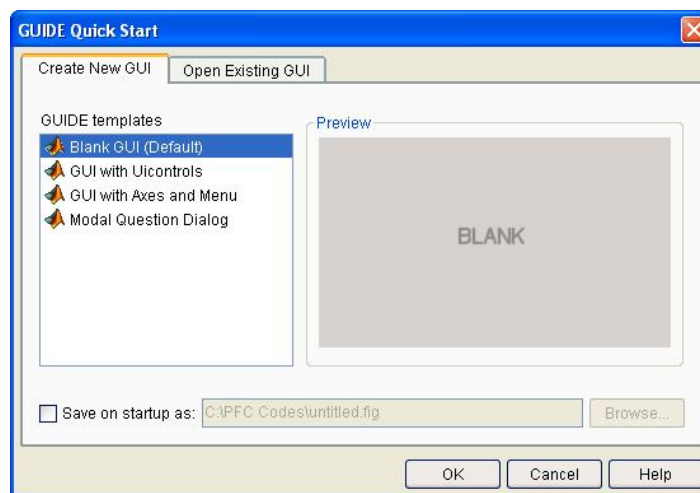 GUIDE Quick Start
Create New GUI
Open Existing GUI
GUIDE templates
Blank GUI (Default)
GUI with Uicontrols
GUI with Axes and Menu
Modal Question Dialog
Preview
BLANK
Save on startup as: C:\PFC Codes\untitled.fig Browse...
OK Cancel Help